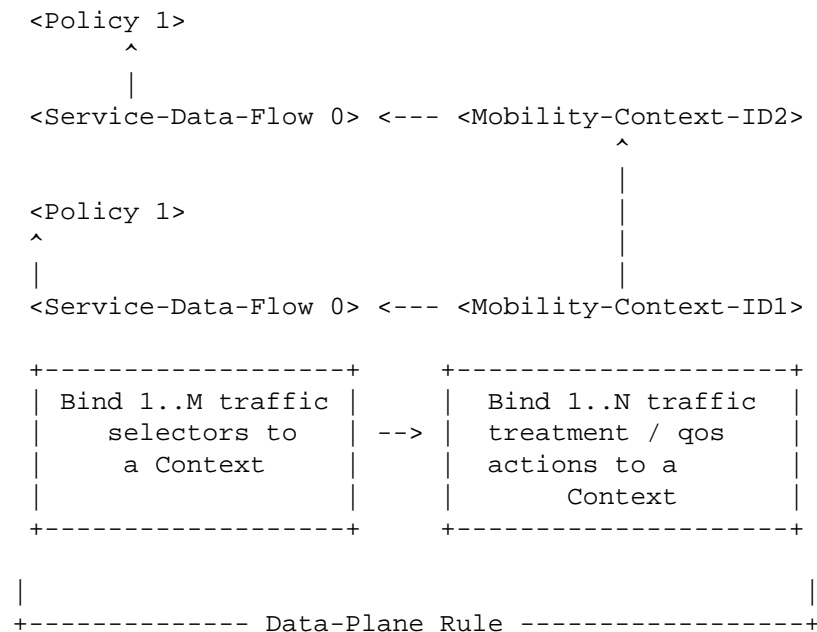 <Policy 1>
^
|
<Service-Data-Flow 0> <--- <Mobility-Context-ID2>
^
|
<Policy 1> |
^ |
| |
<Service-Data-Flow 0> <--- <Mobility-Context-ID1>
+-------------------+ +---------------------+
| Bind 1..M traffic | | Bind 1..N traffic |
| selectors to | --> | treatment / qos |
| a Context | | actions to a |
| | | Context |
+-------------------+ +---------------------+
| |
+-------------- Data-Plane Rule ------------------+